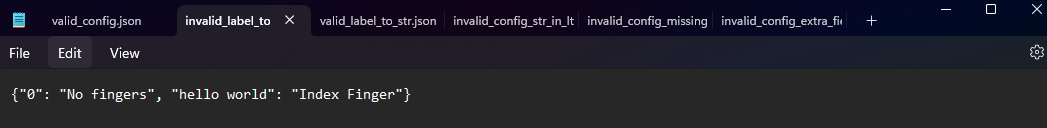 valid_config.json invalid_label_to valid_label_to_str.json invalid_config_str_in_lt invalid_config_missing invalid_config_extra_fie
File Edit View
{"0": "No fingers", "hello world": "Index Finger"}